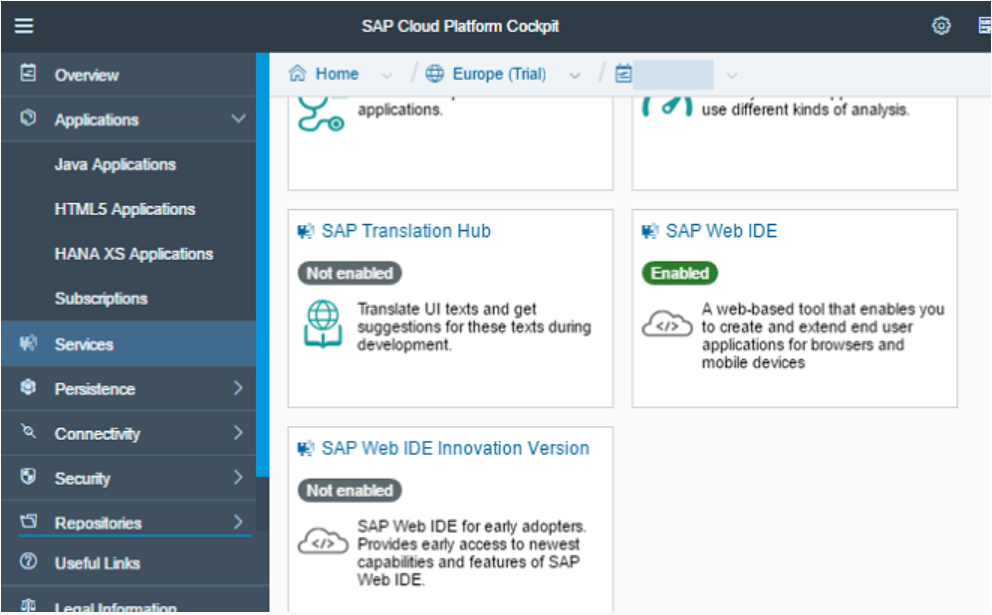 SAP Cloud Platform Cockpit
Overview
Applications
Java Applications
HTML5 Applications
HANA XS Applications
Subscriptions
Services
Persistence
Connectivity
Security
Repositories
Useful Links
Legal Information
Home / Europe (Trial) /
applications.
use different kinds of analysis.
SAP Translation Hub
Not enabled
Translate UI texts and get
suggestions for these texts during
development.
SAP Web IDE
Enabled
A web-based tool that enables you
to create and extend end user
applications for browsers and
mobile devices
SAP Web IDE Innovation Version
Not enabled
SAP Web IDE for early adopters.
Provides early access to newest
capabilities and features of SAP
Web IDE.